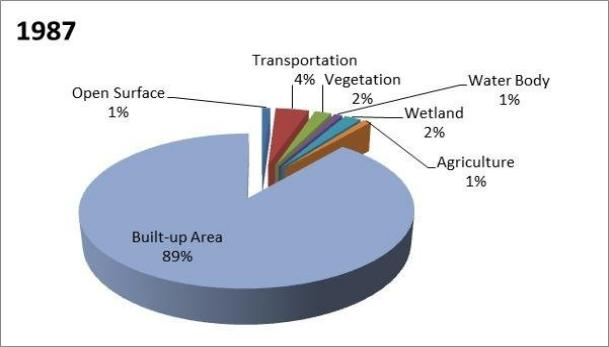 1987
Transportation
4%
Vegetation
2%
Water Body
1%
Open Surface
1%
Wetland
2%
Agriculture
1%
Built-up Area
89%